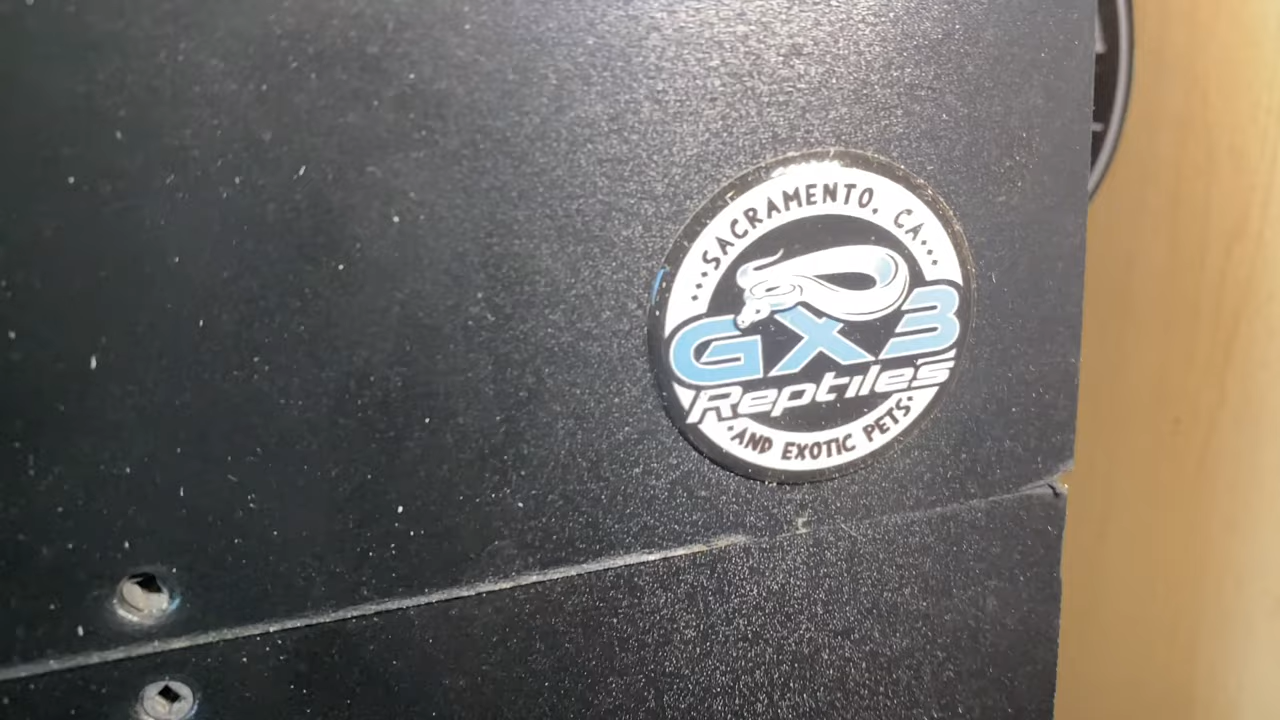 ...SACRAMENTO, CA...
GX3
Reptiles
·AND EXOTIC PETS·